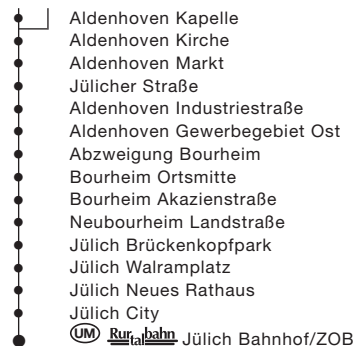 Aldenhoven Kapelle
Aldenhoven Kirche
Aldenhoven Markt
Jülicher Straße
Aldenhoven Industriestraße
Aldenhoven Gewerbegebiet Ost
Abzweigung Bourheim
Bourheim Ortsmitte
Bourheim Akazienstraße
Neubourheim Landstraße
Jülich Brückenkopfpark
Jülich Walramplatz
Jülich Neues Rathaus
Jülich City
UM Rurtalbahn Jülich Bahnhof/ZOB